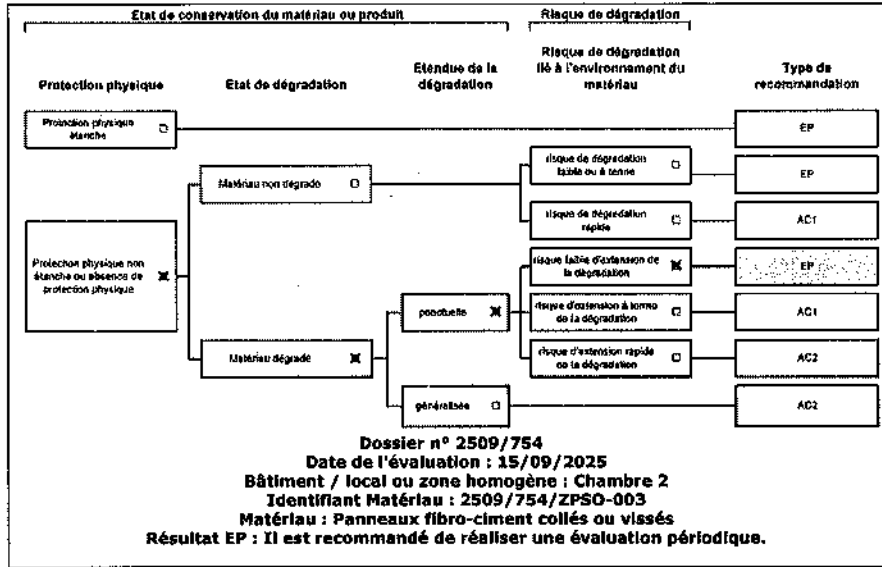 Etat de conservation du matériau ou produit
Risque de dégradation
Protection physique
Etat de dégradation
Etendue de la
dégradation
Risque de dégradation
lié à l'environnement du
matériau
Type de
recommandation
Protection physique
étanche
EP
Matériau non dégradé
risque de dégradation
faible ou à terme
EP
risque de dégradation
rapide
AC1
Protection physique non
étanche ou absence de
protection physique
risque faible d'extension de
la dégradation
EP
ponctuelle
risque d'extension à terme
de la dégradation
AC1
Matériau dégradé
risque d'extension rapide
de la dégradation
AC2
généralisée
AC2
Dossier n° 2509/754
Date de l'évaluation : 15/09/2025
Bâtiment / local ou zone homogène : Chambre 2
Identifiant Matériau : 2509/754/ZPSO-003
Matériau : Panneaux fibro-ciment collés ou vissés
Résultat EP : Il est recommandé de réaliser une évaluation périodique.